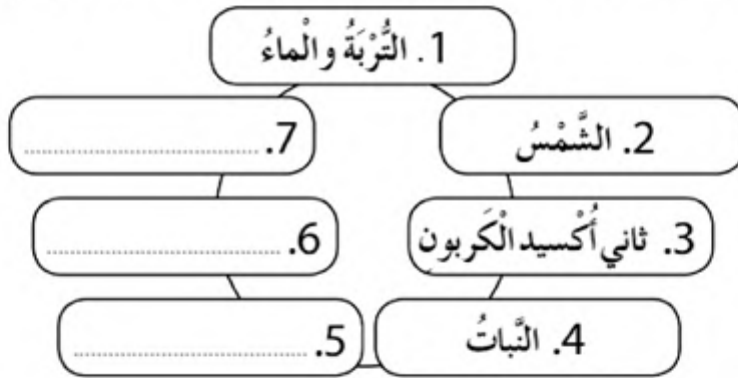 1. التُّرْبَةُ والْماءُ
2. الشَّمْسُ
3. ثاني أُكْسيد الْكَربونِ
4. النَّباتُ
5. ........................................
6. ........................................
7. ........................................